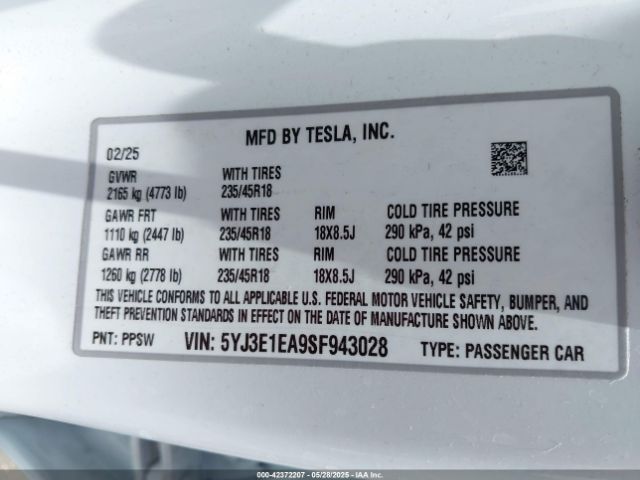 MFD BY TESLA, INC.
02/25
GVWR WITH TIRES
2165 kg (4773 lb) 235/45R18
GAWR FRT WITH TIRES RIM COLD TIRE PRESSURE
1110 kg (2447 lb) 235/45R18 18X8.5J 290 kPa, 42 psi
GAWR RR WITH TIRES RIM COLD TIRE PRESSURE
1260 kg (2778 lb) 235/45R18 18X8.5J 290 kPa, 42 psi
THIS VEHICLE CONFORMS TO ALL APPLICABLE U.S. FEDERAL MOTOR VEHICLE SAFETY, BUMPER, AND
THEFT PREVENTION STANDARDS IN EFFECT ON THE DATE OF MANUFACTURE SHOWN ABOVE.
PNT: PPSW VIN: 5YJ3E1EA9SF943028 TYPE: PASSENGER CAR
000-42372207 - 05/28/2025 - IAAI, Inc.